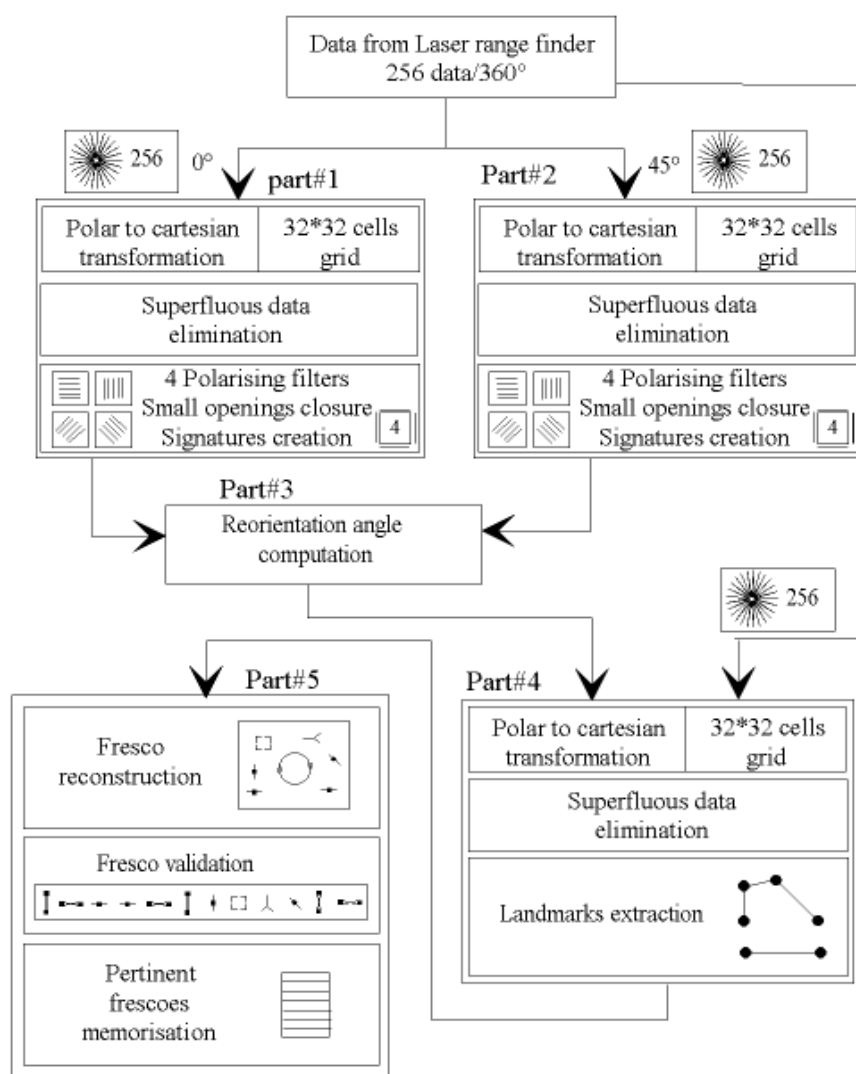 Data from Laser range finder
256 data/360°
256
0°
part#1
Part#2
45°
256
Polar to cartesian
transformation
32*32 cells
grid
Superfluous data
elimination
4 Polarising filters
Small openings closure
Signatures creation
4
Polar to cartesian
transformation
32*32 cells
grid
Superfluous data
elimination
4 Polarising filters
Small openings closure
Signatures creation
4
Part#3
Reorientation angle
computation
256
Part#4
Polar to cartesian
transformation
32*32 cells
grid
Superfluous data
elimination
Landmarks extraction
Part#5
Fresco
reconstruction
Fresco validation
Pertinent
frescoes
memorisation